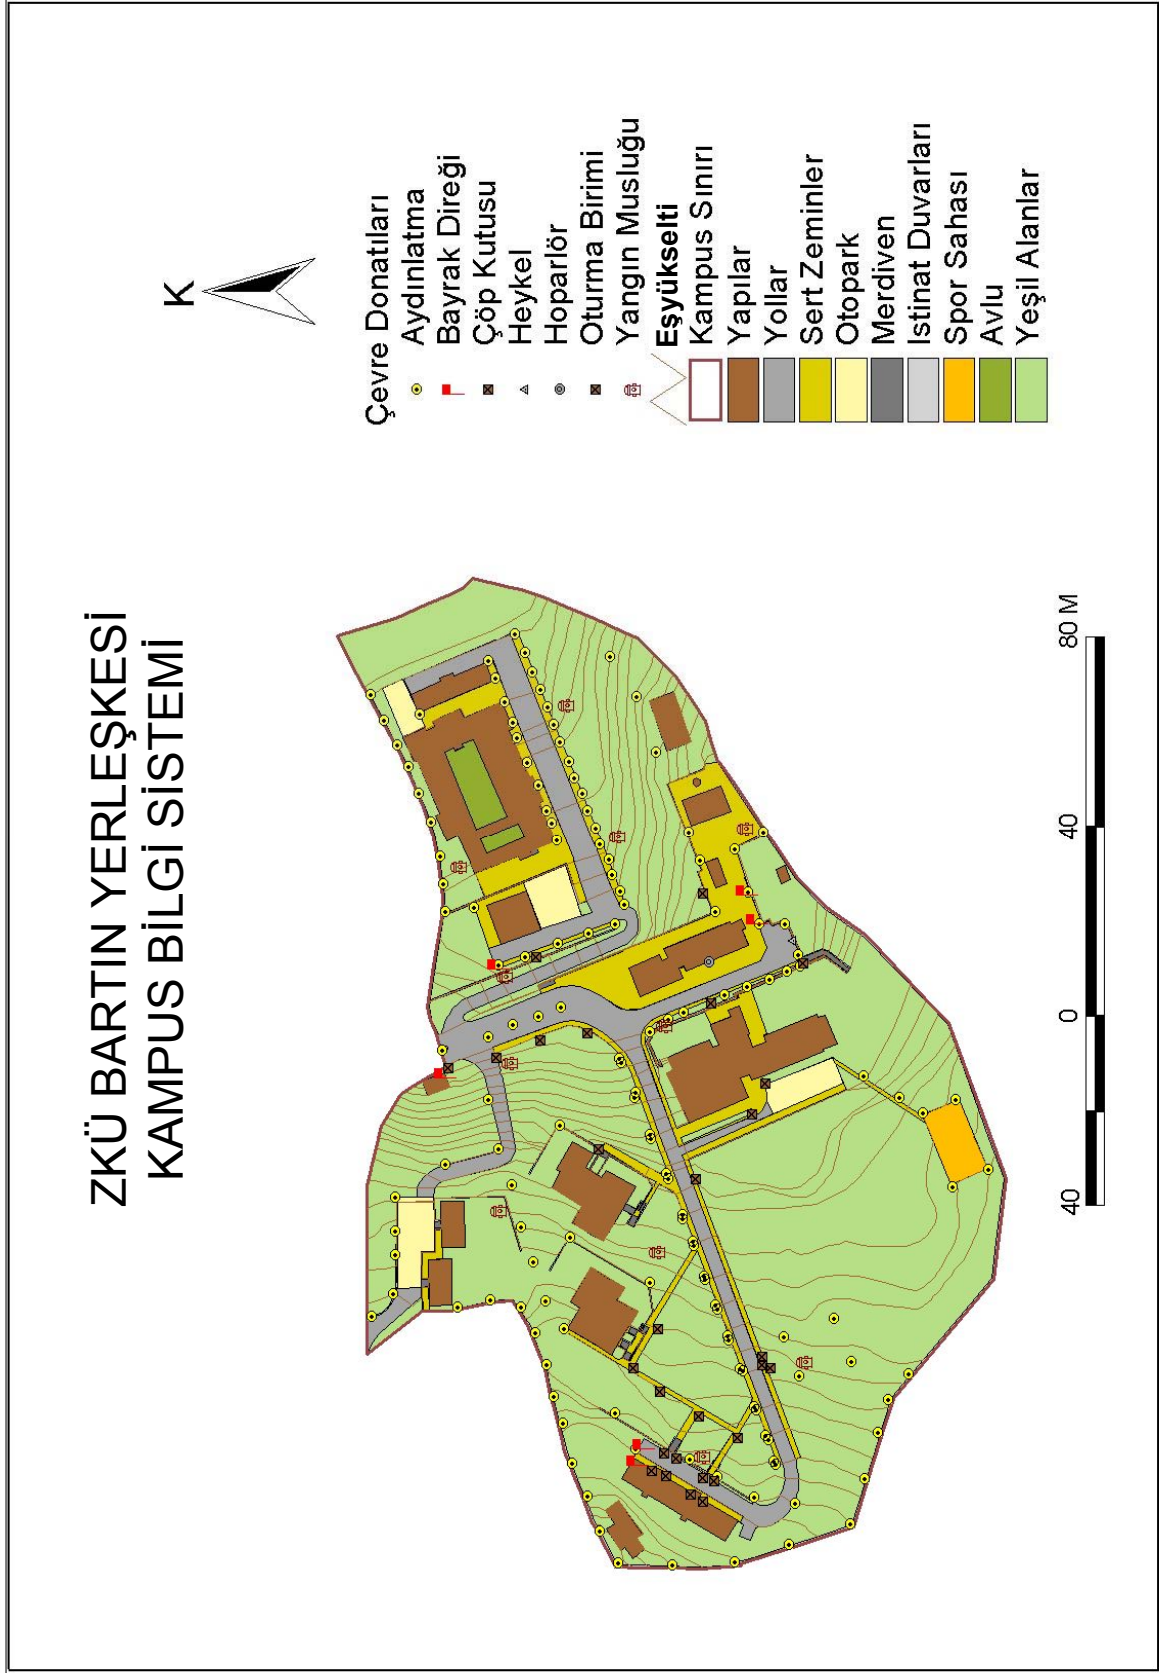 ZKÜ BARTIN YERLEŞKESİ
KAMPUS BİLGİ SİSTEMİ
K
Çevre Donatıları
Aydınlatma
Bayrak Direği
Çöp Kutusu
Heykel
Hoparlör
Oturma Birimi
Yangın Musluğu
Eşyükselti
Kampus Sınırı
Yapılar
Yollar
Sert Zeminler
Otopark
Merdiven
İstinat Duvarları
Spor Sahası
Avlu
Yeşil Alanlar
40 0 40 80 M